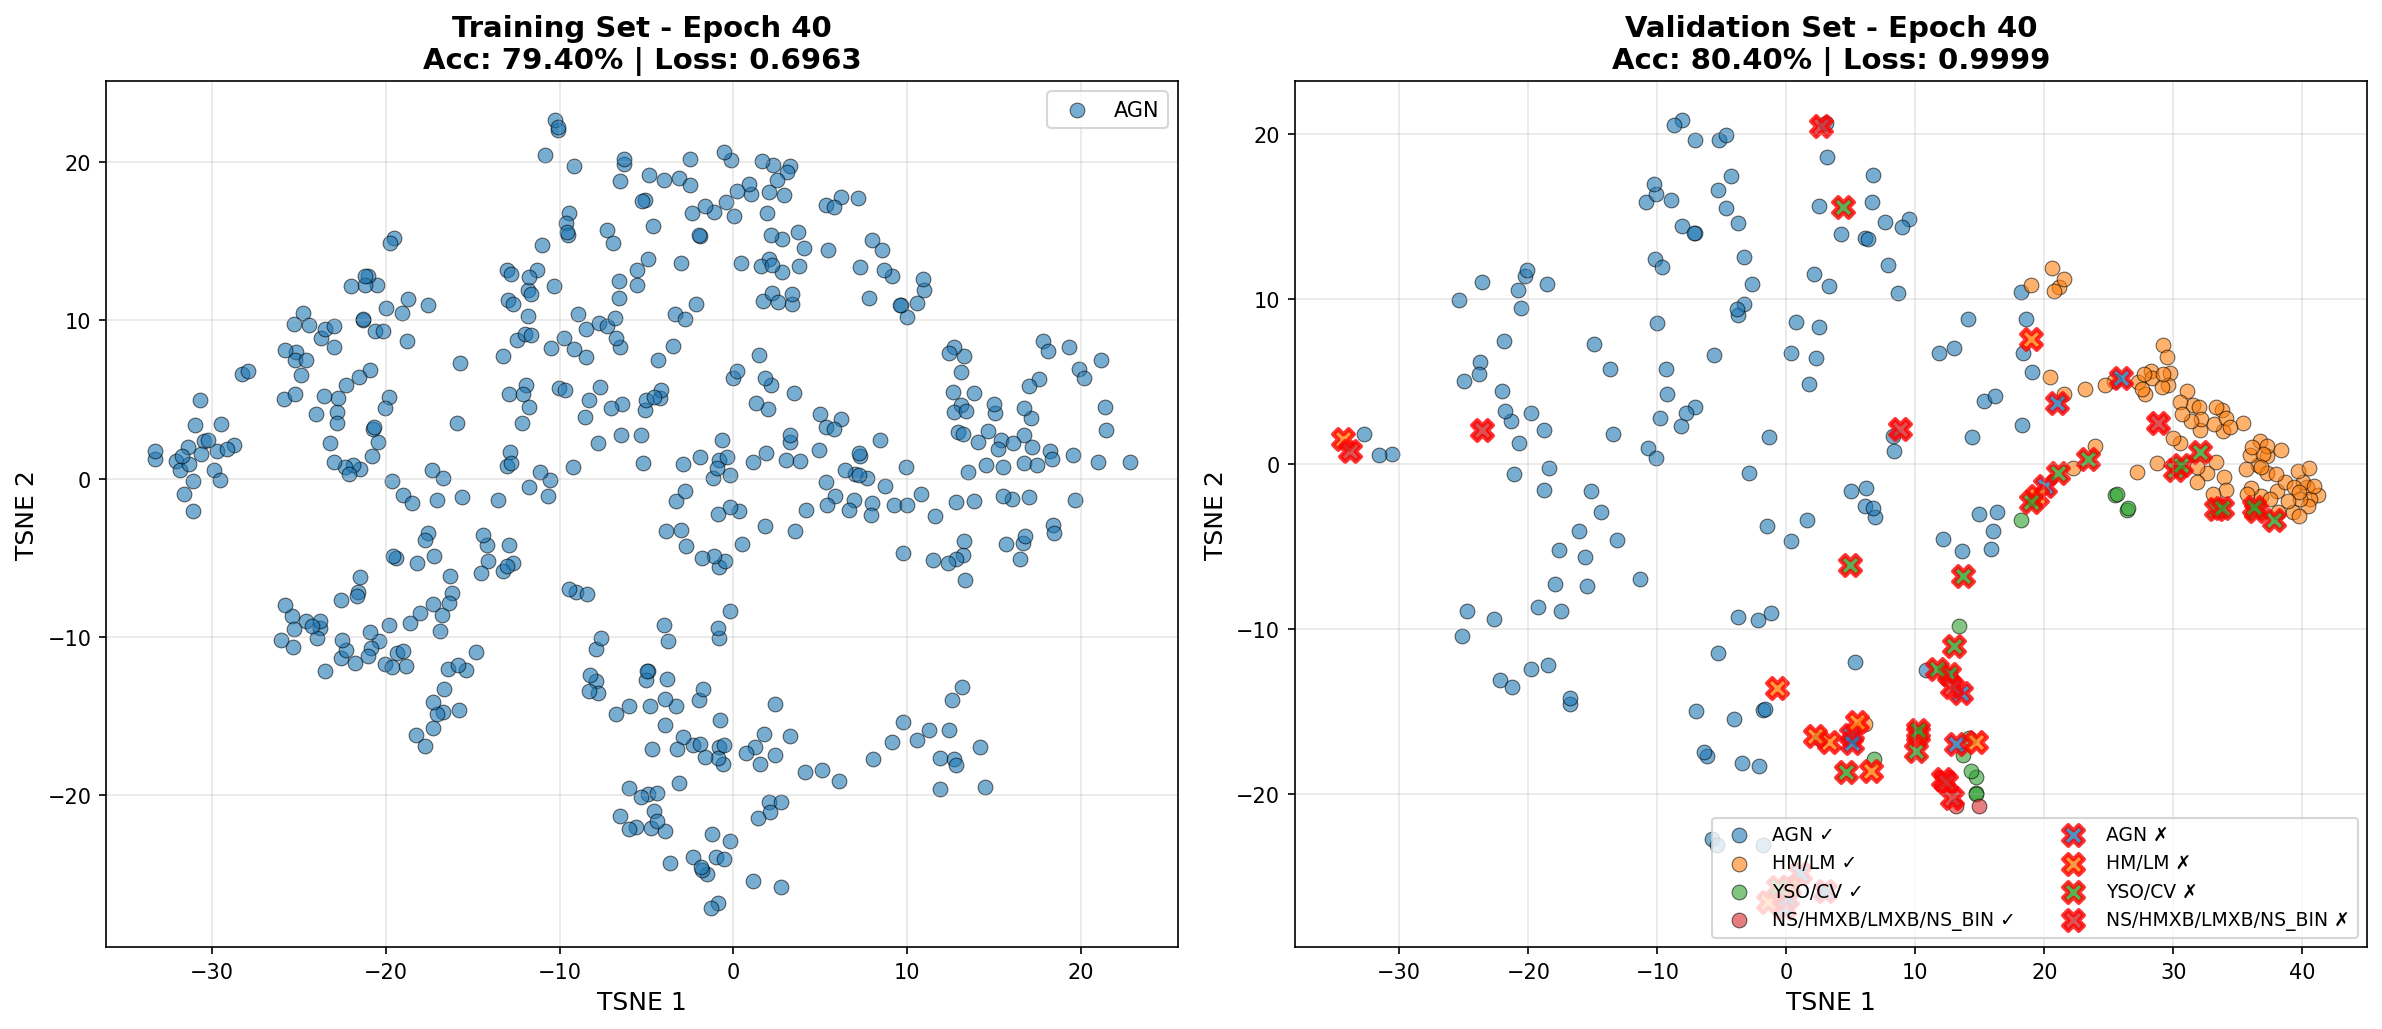 Training Set - Epoch 40
Acc: 79.40% | Loss: 0.6963
AGN
20
10
0
−10
−20
TSNE 2
−30
−20
−10
0
10
20
TSNE 1
Validation Set - Epoch 40
Acc: 80.40% | Loss: 0.9999
20
10
0
−10
−20
TSNE 2
AGN ✓
HM/LM ✓
YSO/CV ✓
NS/HMXB/LMXB/NS_BIN ✓
AGN ✗
HM/LM ✗
YSO/CV ✗
NS/HMXB/LMXB/NS_BIN ✗
−30
−20
−10
0
10
20
30
40
TSNE 1